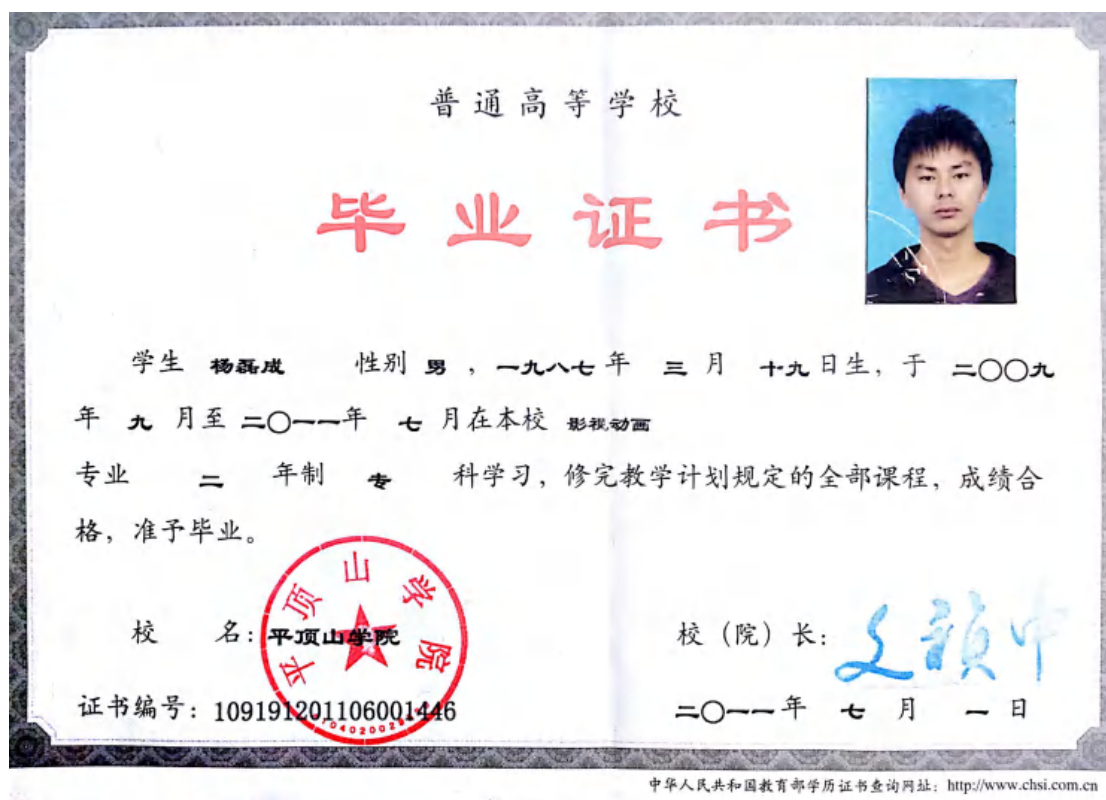 普通高等学校
毕业证书
学生 杨磊成 性别 男 ，一九八七年 三 月 十九日生，于 二〇〇九
年 九 月至 二〇一一年 七 月在本校 影视动画
专业 二 年制 专 科学习，修完教学计划规定的全部课程，成绩合
格，准予毕业。
平顶山学院
校 名：平顶山学院
校（院）长：文祯中
证书编号：109191201106001446
二〇一一年 七 月 一 日
中华人民共和国教育部学历证书查询网址：http://www.chsi.com.cn